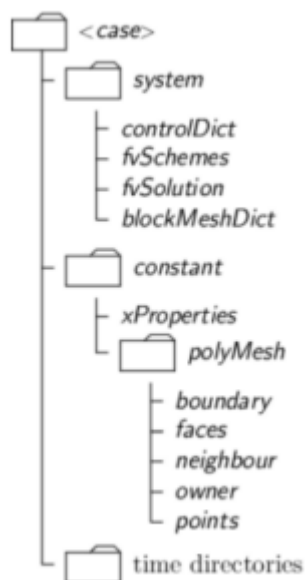 <case>
system
controlDict
fvSchemes
fvSolution
blockMeshDict
constant
xProperties
polyMesh
boundary
faces
neighbour
owner
points
time directories